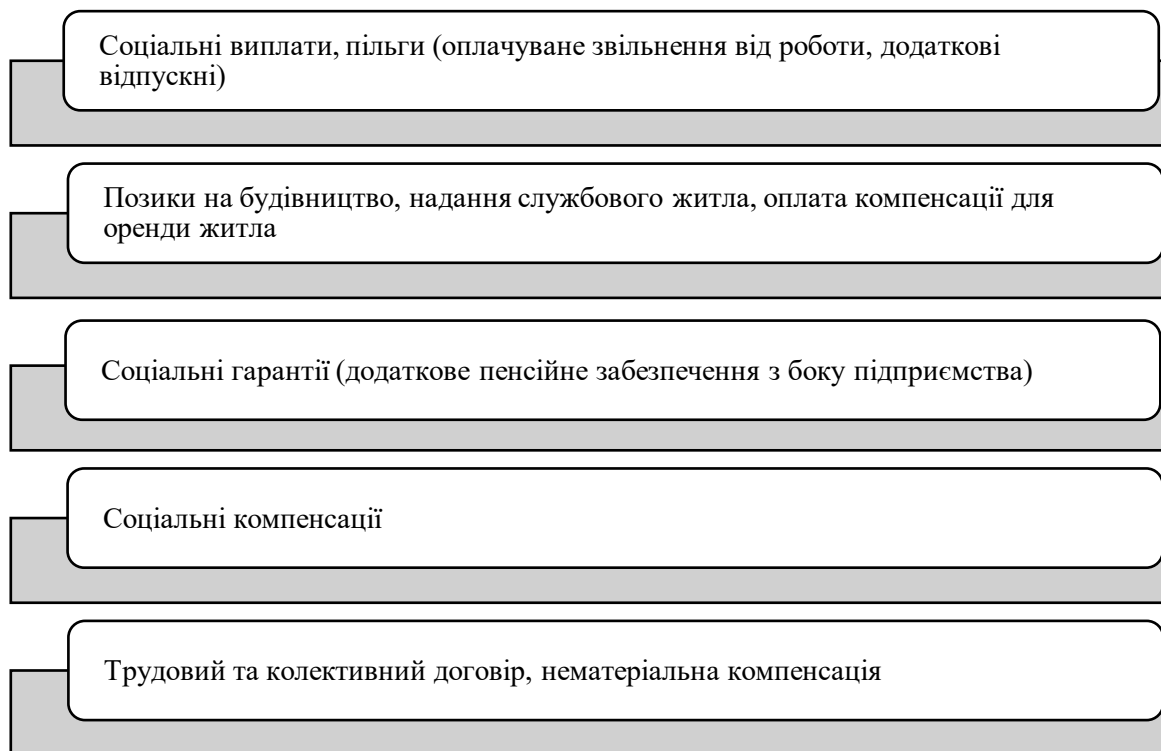 Соціальні виплати, пільги (оплачуване звільнення від роботи, додаткові
відпускні)
Позики на будівництво, надання службового житла, оплата компенсації для
оренди житла
Соціальні гарантії (додаткове пенсійне забезпечення з боку підприємства)
Соціальні компенсації
Трудовий та колективний договір, нематеріальна компенсація